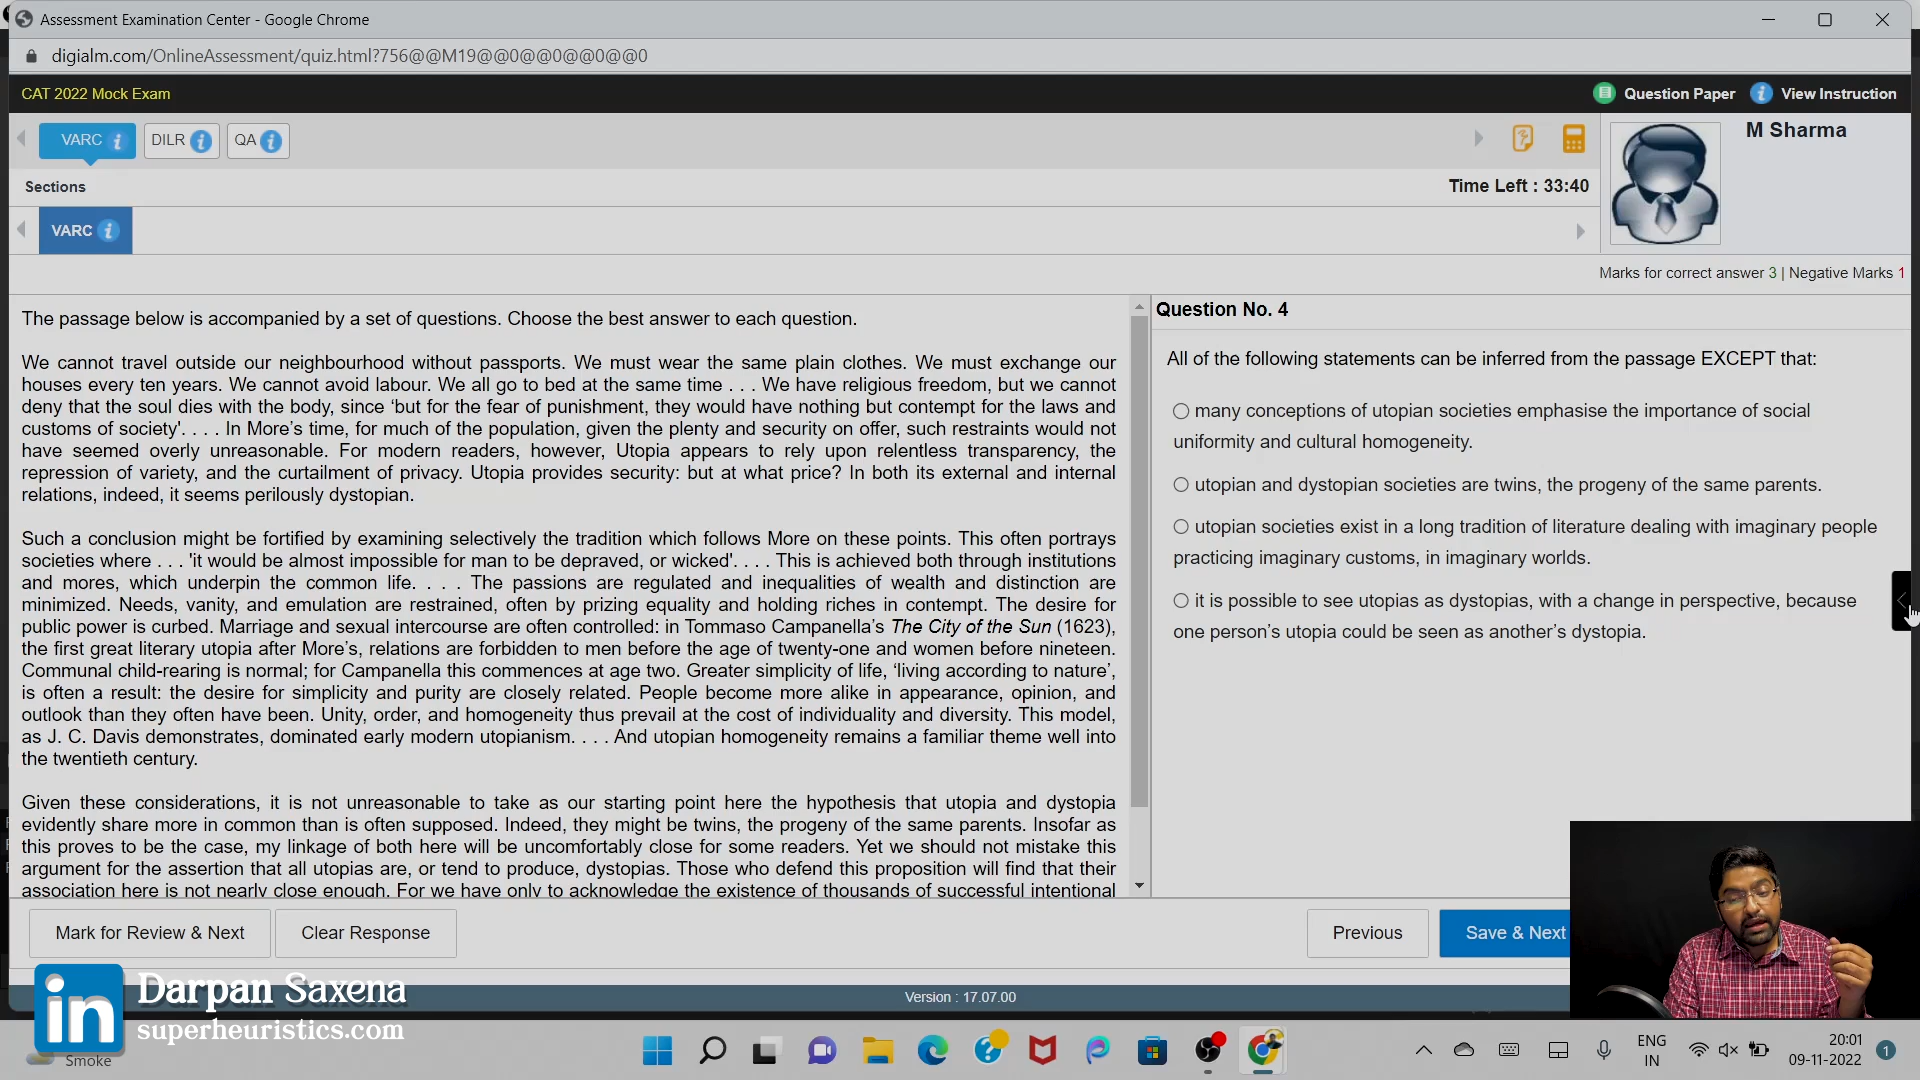 Assessment Examination Center - Google Chrome
digialm.com/OnlineAssessment/quiz.html?756@@M19@@0@@0@@0@@0
CAT 2022 Mock Exam
Question Paper
View Instruction
VARC
DILR
QA
M Sharma
Sections
Time Left : 33:40
VARC
Marks for correct answer 3 | Negative Marks 1
The passage below is accompanied by a set of questions. Choose the best answer to each question.
We cannot travel outside our neighbourhood without passports. We must wear the same plain clothes. We must exchange our
houses every ten years. We cannot avoid labour. We all go to bed at the same time . . . We have religious freedom, but we cannot
deny that the soul dies with the body, since ‘but for the fear of punishment, they would have nothing but contempt for the laws and
customs of society'. . . . In More’s time, for much of the population, given the plenty and security on offer, such restraints would not
have seemed overly unreasonable. For modern readers, however, Utopia appears to rely upon relentless transparency, the
repression of variety, and the curtailment of privacy. Utopia provides security: but at what price? In both its external and internal
relations, indeed, it seems perilously dystopian.
Such a conclusion might be fortified by examining selectively the tradition which follows More on these points. This often portrays
societies where . . . 'it would be almost impossible for man to be depraved, or wicked'. . . . This is achieved both through institutions
and mores, which underpin the common life. . . . The passions are regulated and inequalities of wealth and distinction are
minimized. Needs, vanity, and emulation are restrained, often by prizing equality and holding riches in contempt. The desire for
public power is curbed. Marriage and sexual intercourse are often controlled: in Tommaso Campanella’s The City of the Sun (1623),
the first great literary utopia after More’s, relations are forbidden to men before the age of twenty-one and women before nineteen.
Communal child-rearing is normal; for Campanella this commences at age two. Greater simplicity of life, ‘living according to nature’,
is often a result: the desire for simplicity and purity are closely related. People become more alike in appearance, opinion, and
outlook than they often have been. Unity, order, and homogeneity thus prevail at the cost of individuality and diversity. This model,
as J. C. Davis demonstrates, dominated early modern utopianism. . . . And utopian homogeneity remains a familiar theme well into
the twentieth century.
Given these considerations, it is not unreasonable to take as our starting point here the hypothesis that utopia and dystopia
evidently share more in common than is often supposed. Indeed, they might be twins, the progeny of the same parents. Insofar as
this proves to be the case, my linkage of both here will be uncomfortably close for some readers. Yet we should not mistake this
argument for the assertion that all utopias are, or tend to produce, dystopias. Those who defend this proposition will find that their
association here is not nearly close enough. For we have only to acknowledge the existence of thousands of successful intentional
Question No. 4
All of the following statements can be inferred from the passage EXCEPT that:
many conceptions of utopian societies emphasise the importance of social
uniformity and cultural homogeneity.
utopian and dystopian societies are twins, the progeny of the same parents.
utopian societies exist in a long tradition of literature dealing with imaginary people
practicing imaginary customs, in imaginary worlds.
it is possible to see utopias as dystopias, with a change in perspective, because
one person’s utopia could be seen as another’s dystopia.
Mark for Review & Next
Clear Response
Previous
Save & Next
Version : 17.07.00
in
Darpan Saxena
superheuristics.com
Smoke
ENG
IN
20:01
09-11-2022
1